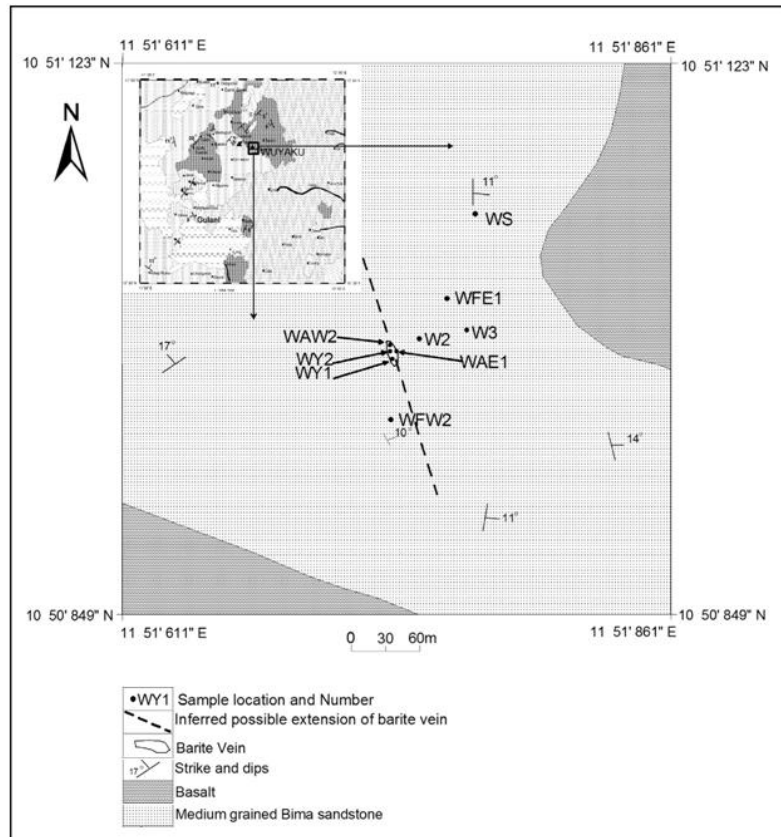 11 51' 611" E
11 51' 861" E
10 51' 123" N
10 51' 123" N
N
WUYAKU
Gulani
11°
WS
WFE1
W3
W2
WAW2
WY2
WY1
WAE1
17°
WFW2
10°
14°
11°
10 50' 849" N
10 50' 849" N
11 51' 611" E
11 51' 861" E
0 30 60m
WY1 Sample location and Number
Inferred possible extension of barite vein
Barite Vein
17° Strike and dips
Basalt
Medium grained Bima sandstone